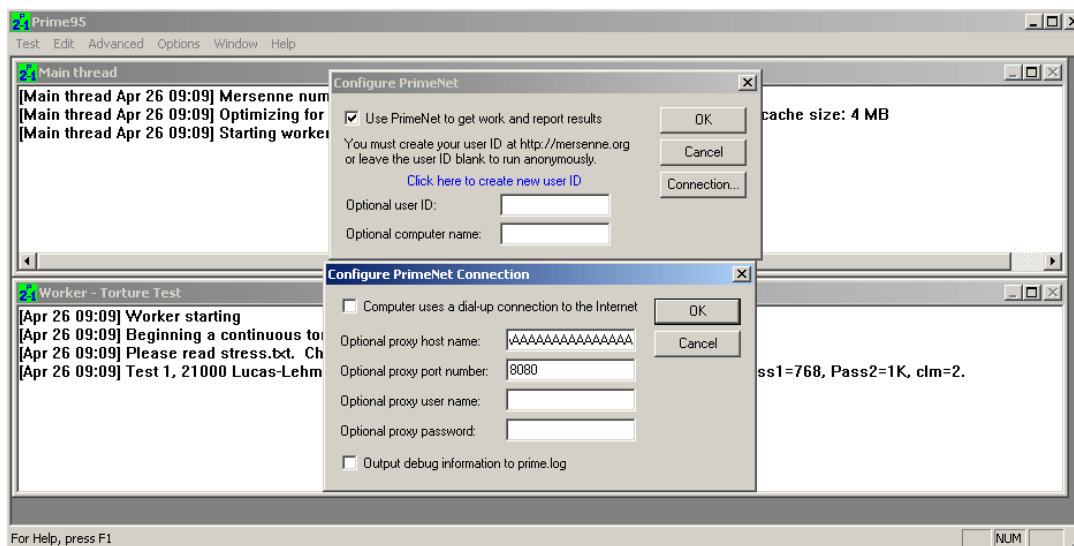 Prime95
Test Edit Advanced Options Window Help
Main thread
[Main thread Apr 26 09:09] Mersenne num
[Main thread Apr 26 09:09] Optimizing for
cache size: 4 MB
[Main thread Apr 26 09:09] Starting worker
Configure PrimeNet
Use PrimeNet to get work and report results
OK
You must create your user ID at http://mersenne.org
or leave the user ID blank to run anonymously.
Cancel
Click here to create new user ID
Connection...
Optional user ID:
Optional computer name:
Configure PrimeNet Connection
Computer uses a dial-up connection to the Internet
OK
Optional proxy host name:
Cancel
Optional proxy port number: 8080
Optional proxy user name:
Optional proxy password:
Output debug information to prime.log
Worker - Torture Test
[Apr 26 09:09] Worker starting
[Apr 26 09:09] Beginning a continuous to
[Apr 26 09:09] Please read stress.txt. Ch
[Apr 26 09:09] Test 1, 21000 Lucas-Lehm
ss1=768, Pass2=1K, clm=2.
For Help, press F1
NUM